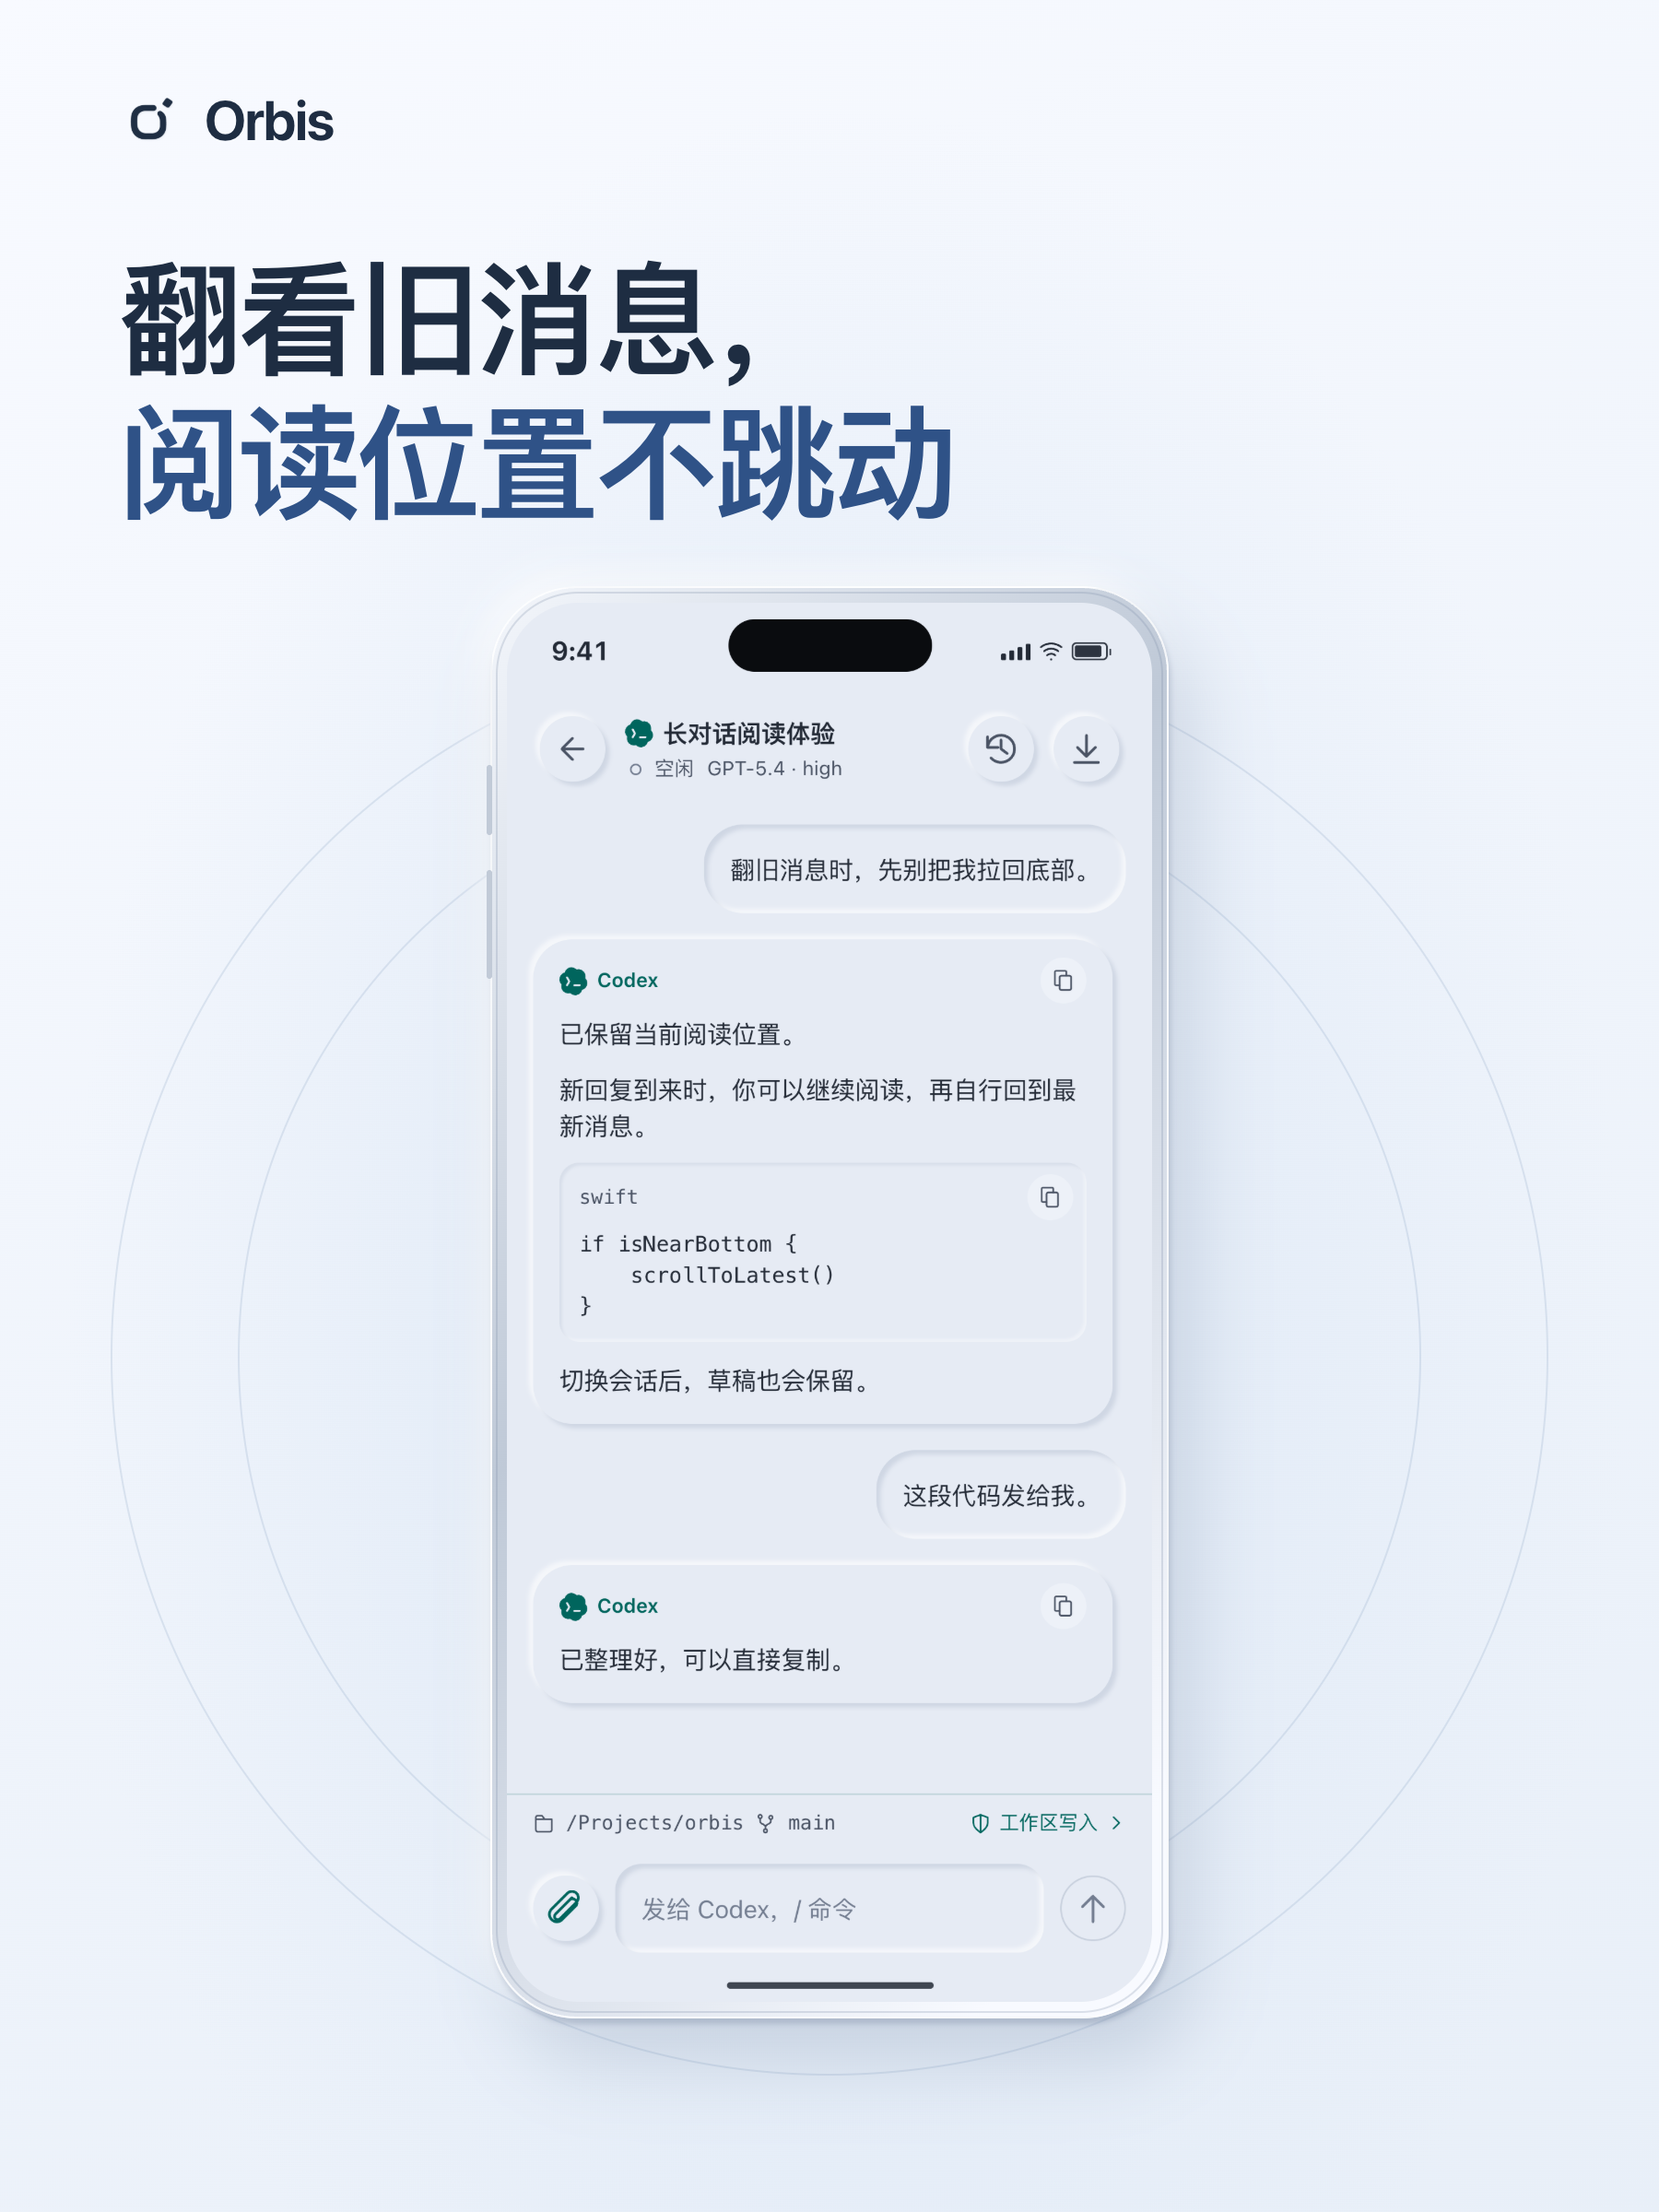 Orbis
翻看旧消息，
阅读位置不跳动
9:41
长对话阅读体验
空闲 GPT-5.4 · high
翻旧消息时，先别把我拉回底部。
Codex
已保留当前阅读位置。
新回复到来时，你可以继续阅读，再自行回到最
新消息。
swift
if isNearBottom {
    scrollToLatest()
}
切换会话后，草稿也会保留。
这段代码发给我。
Codex
已整理好，可以直接复制。
/Projects/orbis main 工作区写入
发给 Codex，/ 命令